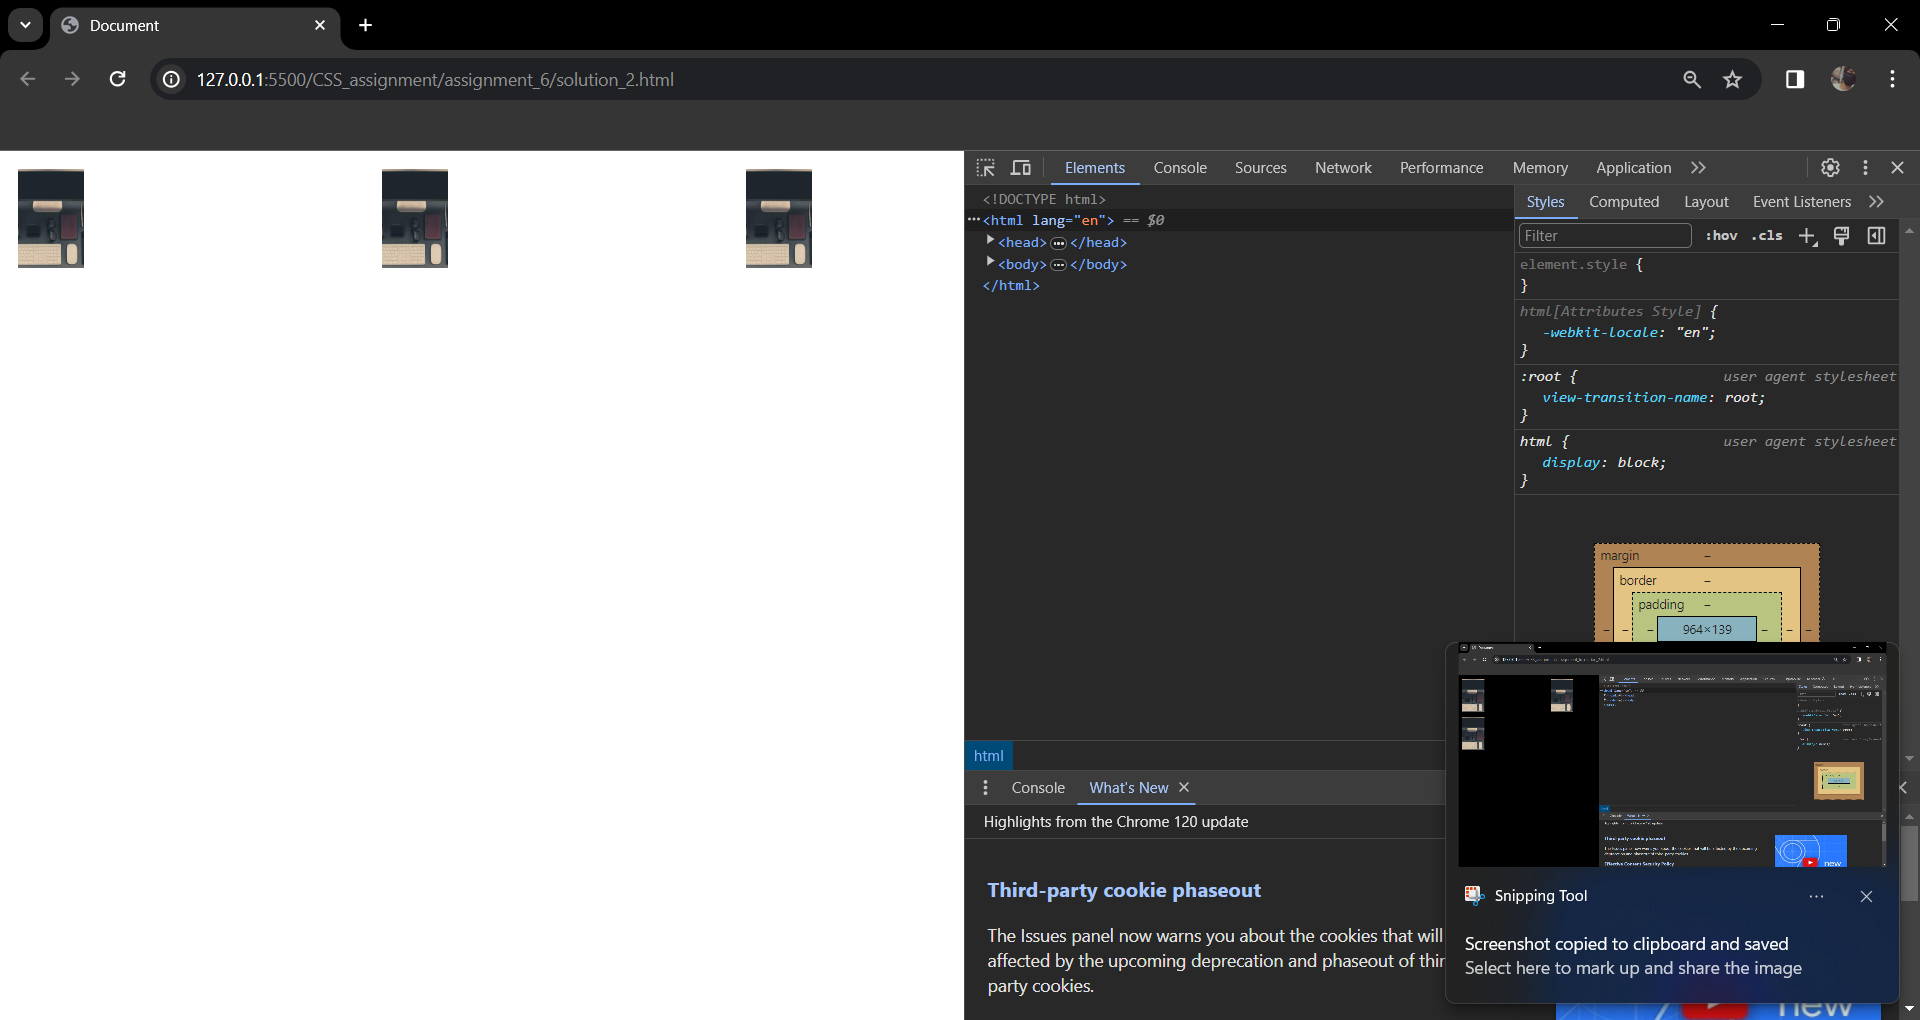 Document
127.0.0.1:5500/CSS_assignment/assignment_6/solution_2.html
Elements Console Sources Network Performance Memory Application
<!DOCTYPE html>
<html lang="en"> == $0
<head> </head>
<body> </body>
</html>
Styles Computed Layout Event Listeners
Filter :hov .cls
element.style {
}
html[Attributes Style] {
-webkit-locale: "en";
}
:root { user agent stylesheet
view-transition-name: root;
}
html { user agent stylesheet
display: block;
}
margin –
border –
padding –
– – – 964×139 – – –
html
Console What's New
Highlights from the Chrome 120 update
Third-party cookie phaseout
The Issues panel now warns you about the cookies that will
affected by the upcoming deprecation and phaseout of thir
party cookies.
new
Snipping Tool
Screenshot copied to clipboard and saved
Select here to mark up and share the image
new